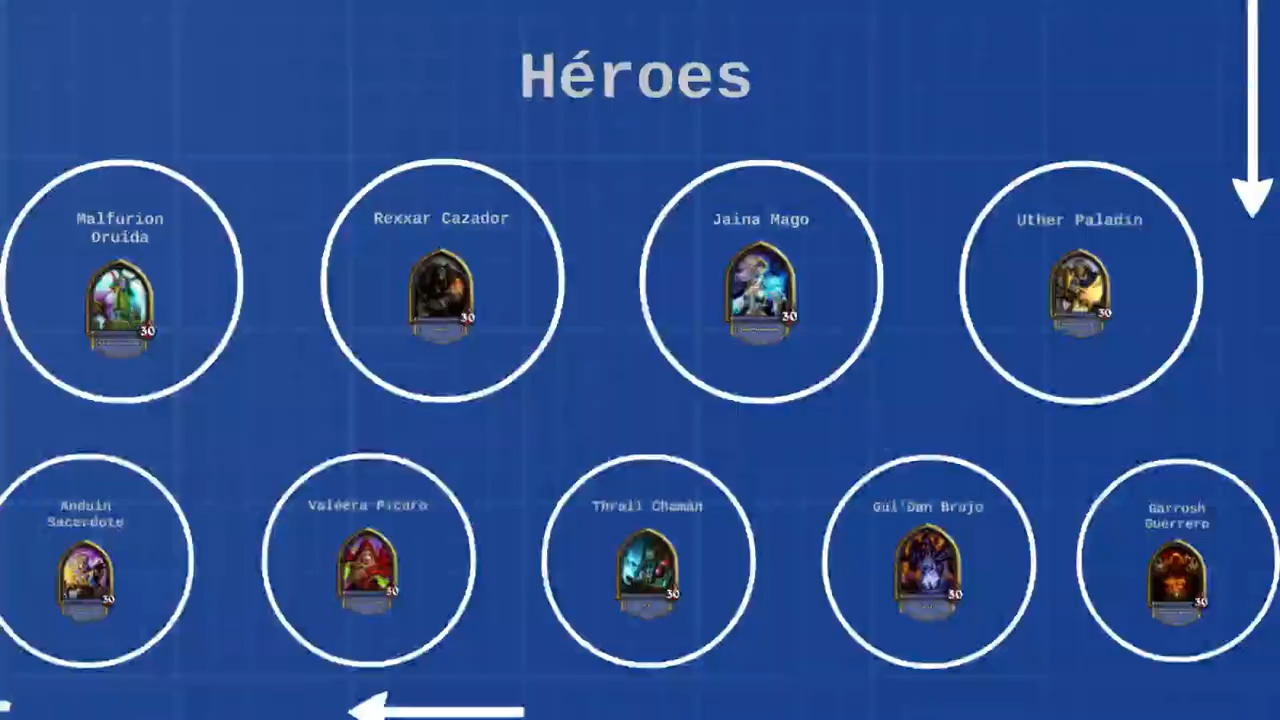 Héroes
Malfurion
Druida
Rexxar Cazador
Jaina Mago
Uther Paladín
30
30
30
30
Anduin
Sacerdote
Valeera Pícaro
Thrall Chamán
Gul'Dan Brujo
Garrosh
Guerrero
30
30
30
30
30